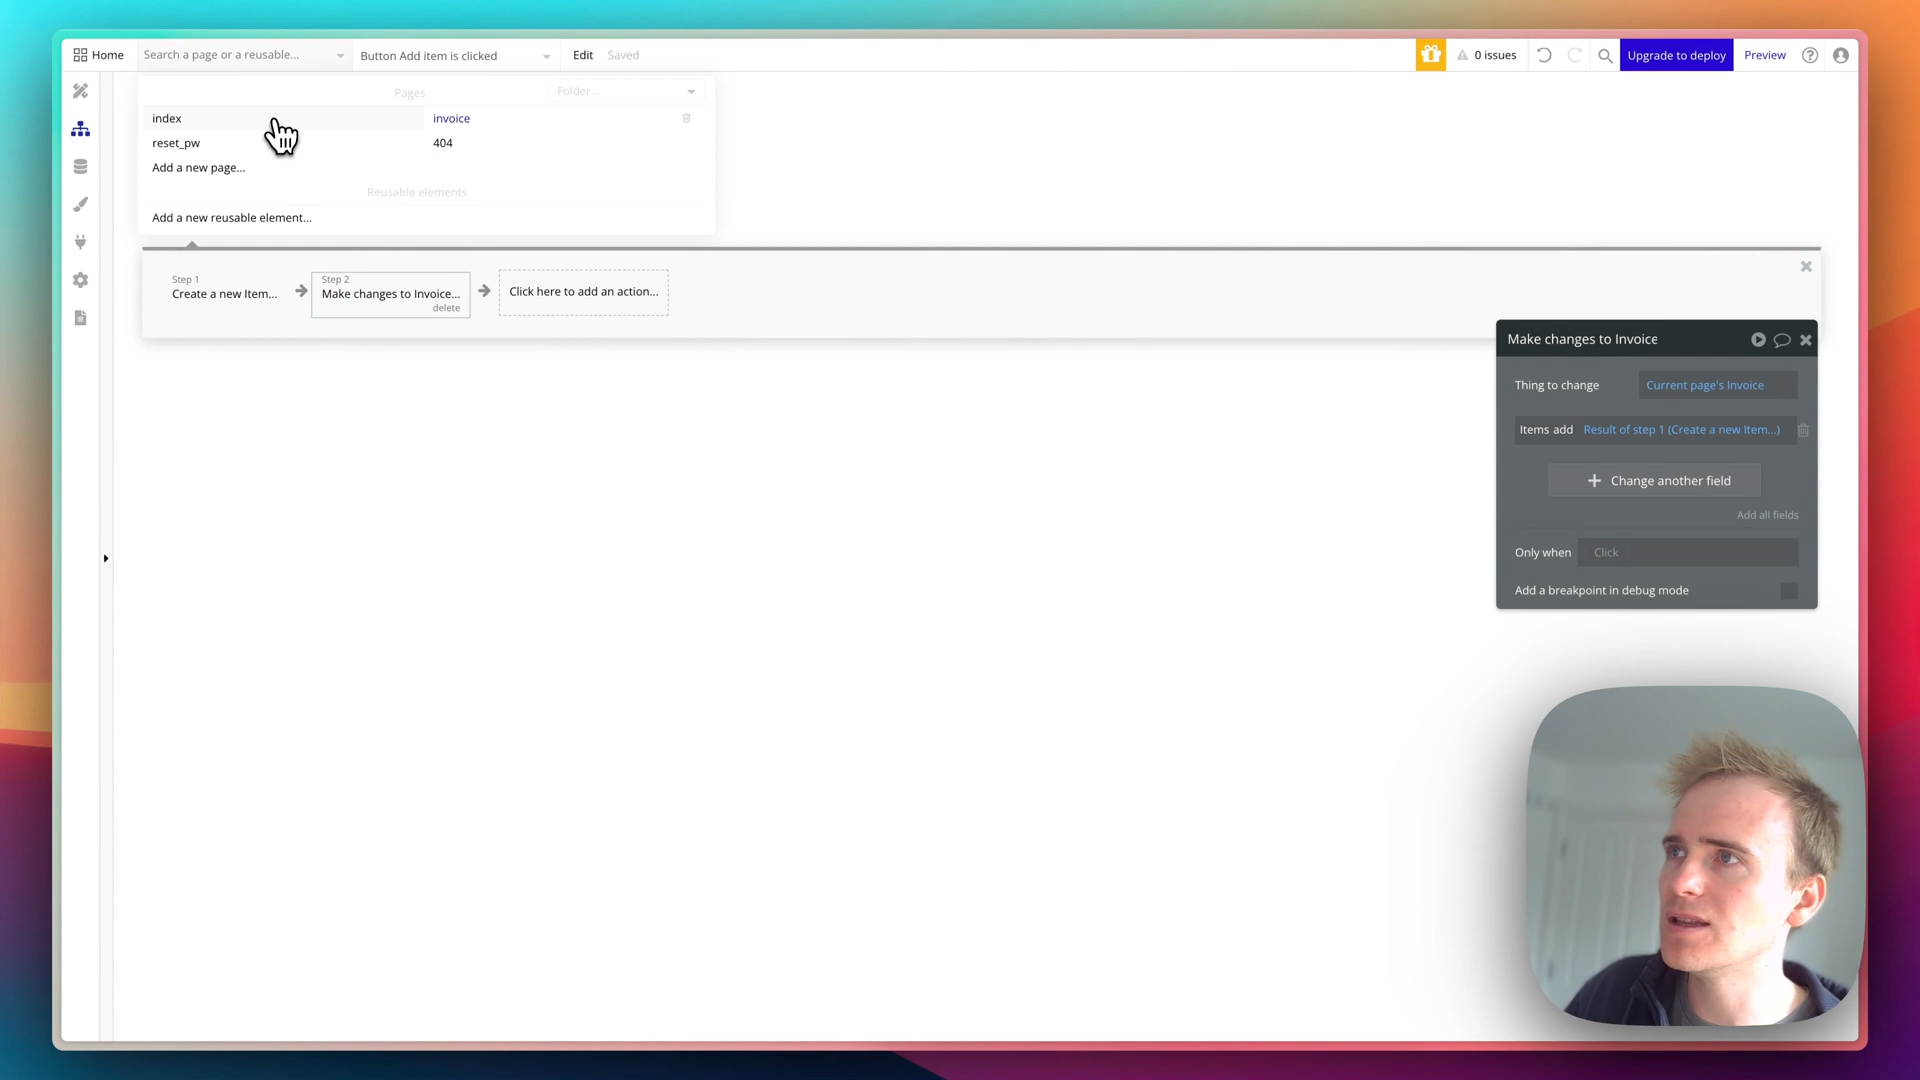 Home
Search a page or a reusable...
Button Add item is clicked
Edit
Saved
0 issues
Upgrade to deploy
Preview
Pages
Folder...
index
invoice
reset_pw
404
Add a new page...
Reusable elements
Add a new reusable element...
Step 1
Create a new Item...
Step 2
Make changes to Invoice...
delete
Click here to add an action...
Make changes to Invoice
Thing to change
Current page's Invoice
Items add
Result of step 1 (Create a new Item...)
Change another field
Add all fields
Only when
Click
Add a breakpoint in debug mode